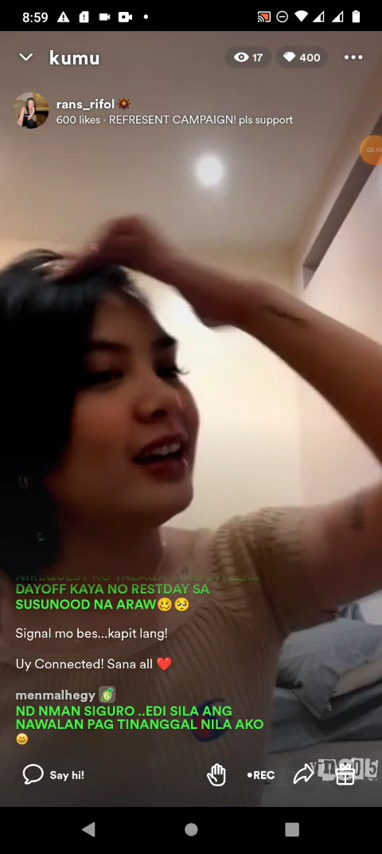 8:59
kumu
17
400
rans_rifol
600 likes · REFRESENT CAMPAIGN! pls support
DAYOFF KAYA NO RESTDAY SA
SUSUNOOD NA ARAW🥴🥺
Signal mo bes...kapit lang!
Uy Connected! Sana all ❤️
menmalhegy
ND NMAN SIGURO ..EDI SILA ANG
NAWALAN PAG TINANGGAL NILA AKO
😄
Say hi!
•REC